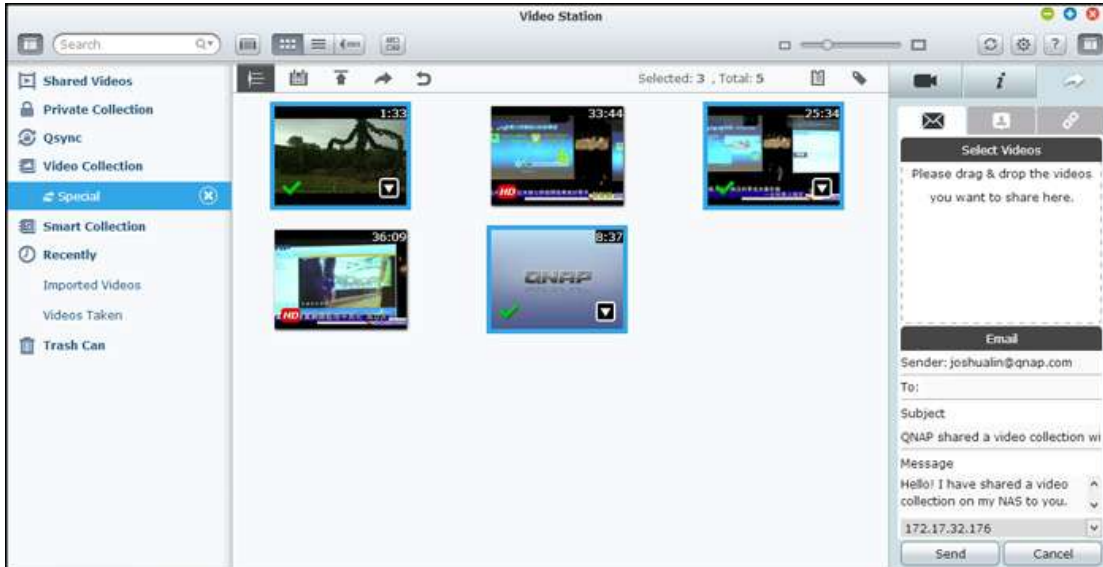 Video Station
Search
Selected: 3 , Total: 5
Shared Videos
Private Collection
Qsync
Video Collection
Special
Smart Collection
Recently
Imported Videos
Videos Taken
Trash Can
1:33
33:44
HD
25:34
36:09
HD
8:37
QNAP
Select Videos
Please drag & drop the videos
you want to share here.
Email
Sender: joshualin@qnap.com
To:
Subject
QNAP shared a video collection wi
Message
Hello! I have shared a video
collection on my NAS to you.
172.17.32.176
Send
Cancel